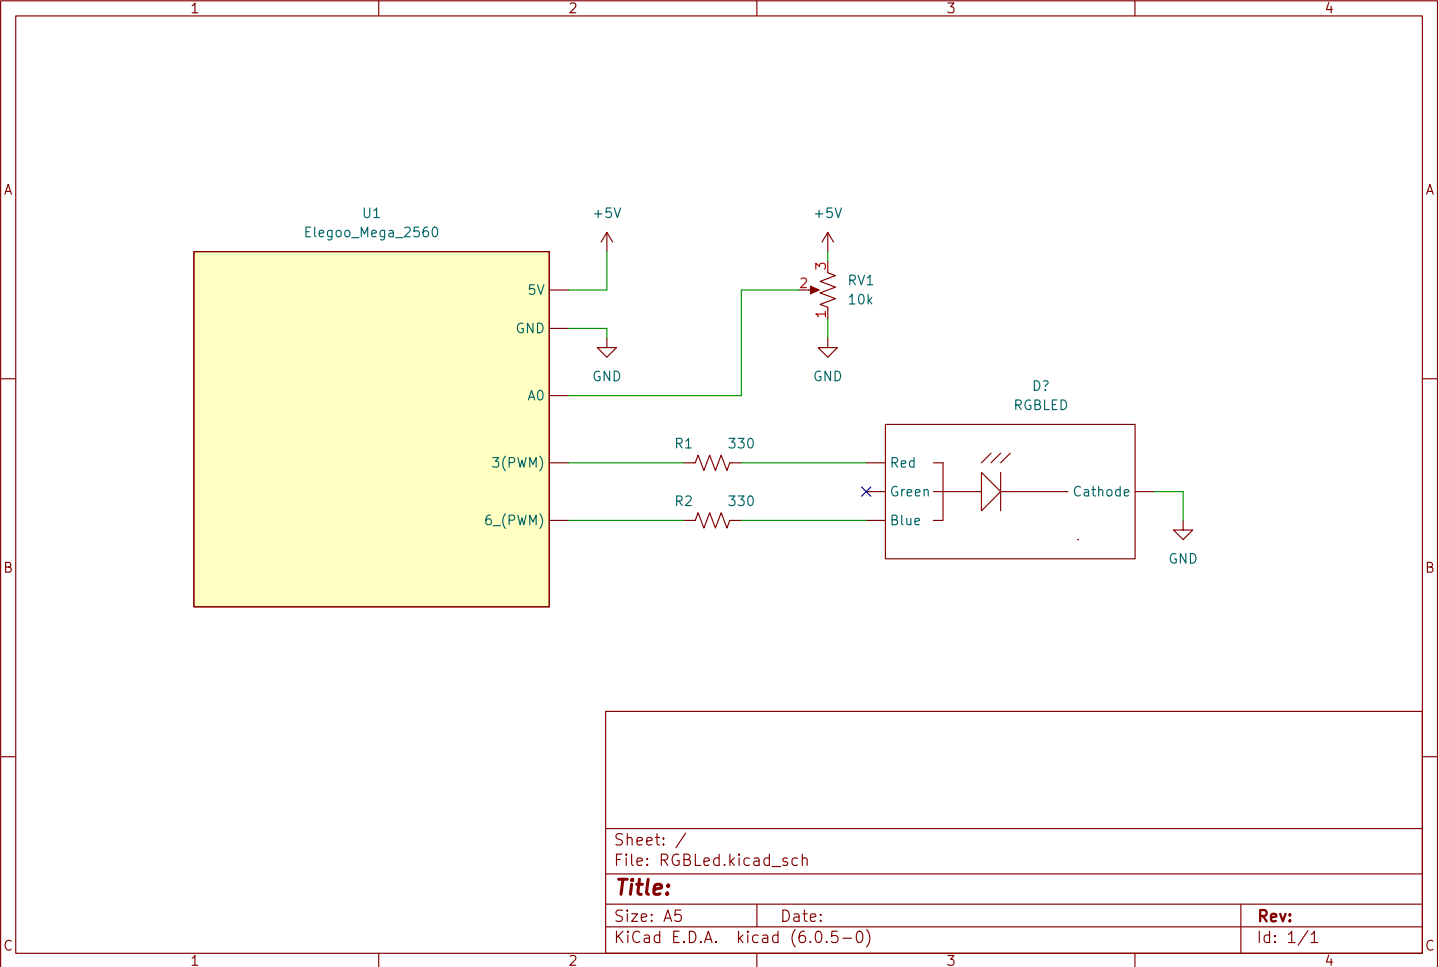 1 2 3 4
A A
U1
Elegoo_Mega_2560
+5V
+5V
5V
GND
GND
3
2
1
RV1
10k
GND
A0
D?
RGBLED
3(PWM)
R1 330
Red
Green
Cathode
6_(PWM)
R2 330
Blue
GND
B B
Sheet: /
File: RGBLed.kicad_sch
Title:
Size: A5 Date: Rev:
KiCad E.D.A. kicad (6.0.5-0) Id: 1/1
C C
1 2 3 4